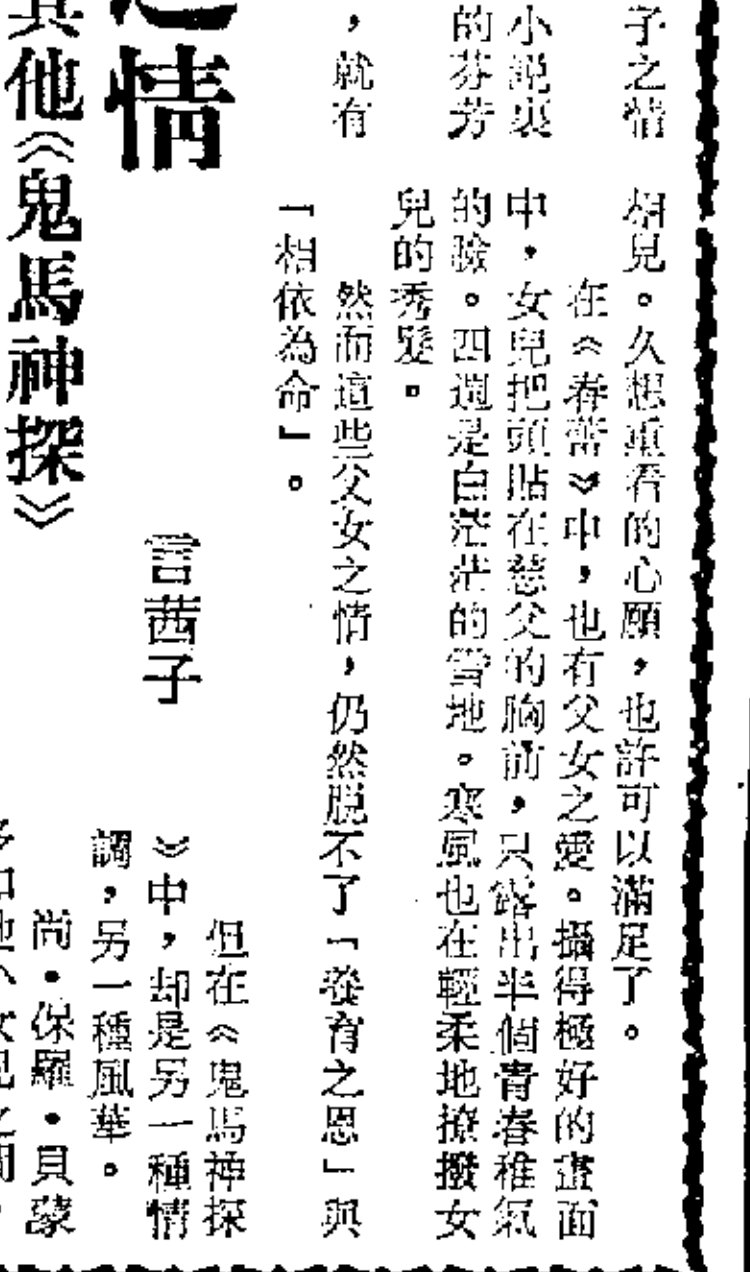 子之情
小說裏
的芬芳
，就有
相兒。久想重看的心願，也許可以滿足了。
在《春蕾》中，也有父女之愛。攝得極好的畫面
中，女兒把頭貼在慈父的胸前，只露出半個青春稚氣
的臉。四週是白茫茫的雪地。寒風也在輕柔地撩撥女
兒的秀髮。
然而這些父女之情，仍然脱不了「養育之恩」與
「相依為命」。
情
其他《鬼馬神探》
言茜子
但在《鬼馬神探
》中，却是另一種情
調，另一種風華。
尚·保羅·貝蒙